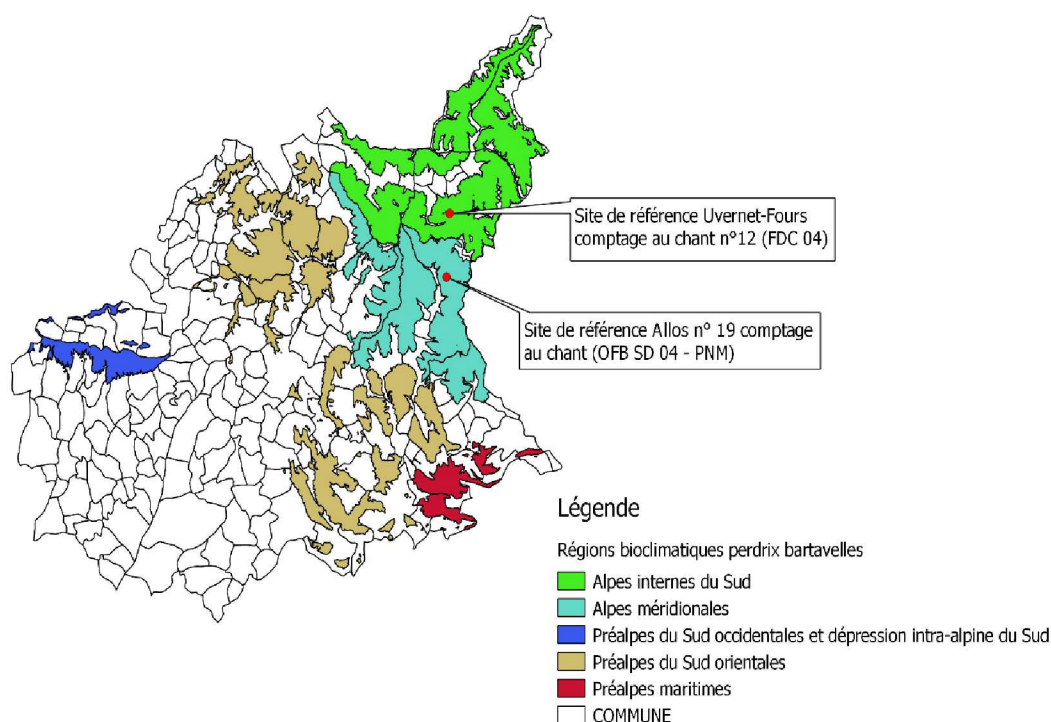 Site de référence Uvernet-Fours
comptage au chant n°12 (FDC 04)
Site de référence Allos n° 19 comptage
au chant (OFB SD 04 - PNM)
Légende
Régions bioclimatiques perdrix bartavelles
Alpes internes du Sud
Alpes méridionales
Préalpes du Sud occidentales et dépression intra-alpine du Sud
Préalpes du Sud orientales
Préalpes maritimes
COMMUNE